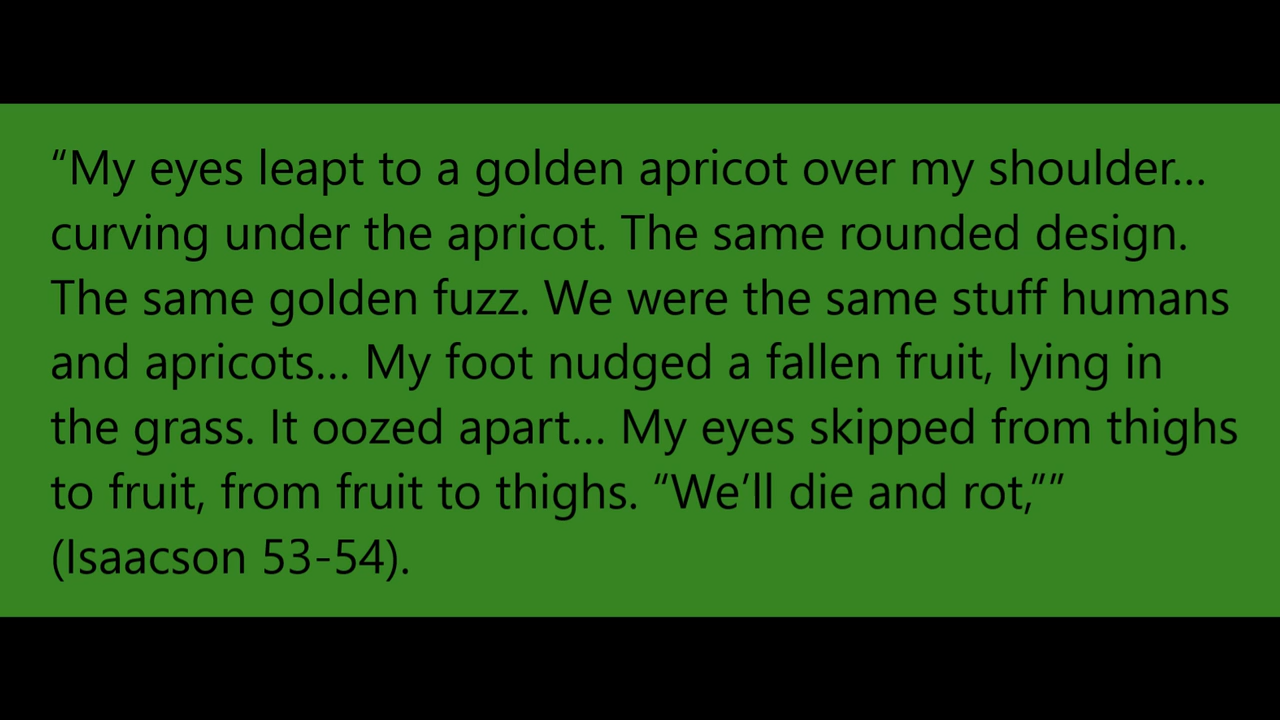 “My eyes leapt to a golden apricot over my shoulder…
curving under the apricot. The same rounded design.
The same golden fuzz. We were the same stuff humans
and apricots… My foot nudged a fallen fruit, lying in
the grass. It oozed apart… My eyes skipped from thighs
to fruit, from fruit to thighs. “We’ll die and rot,””
(Isaacson 53-54).